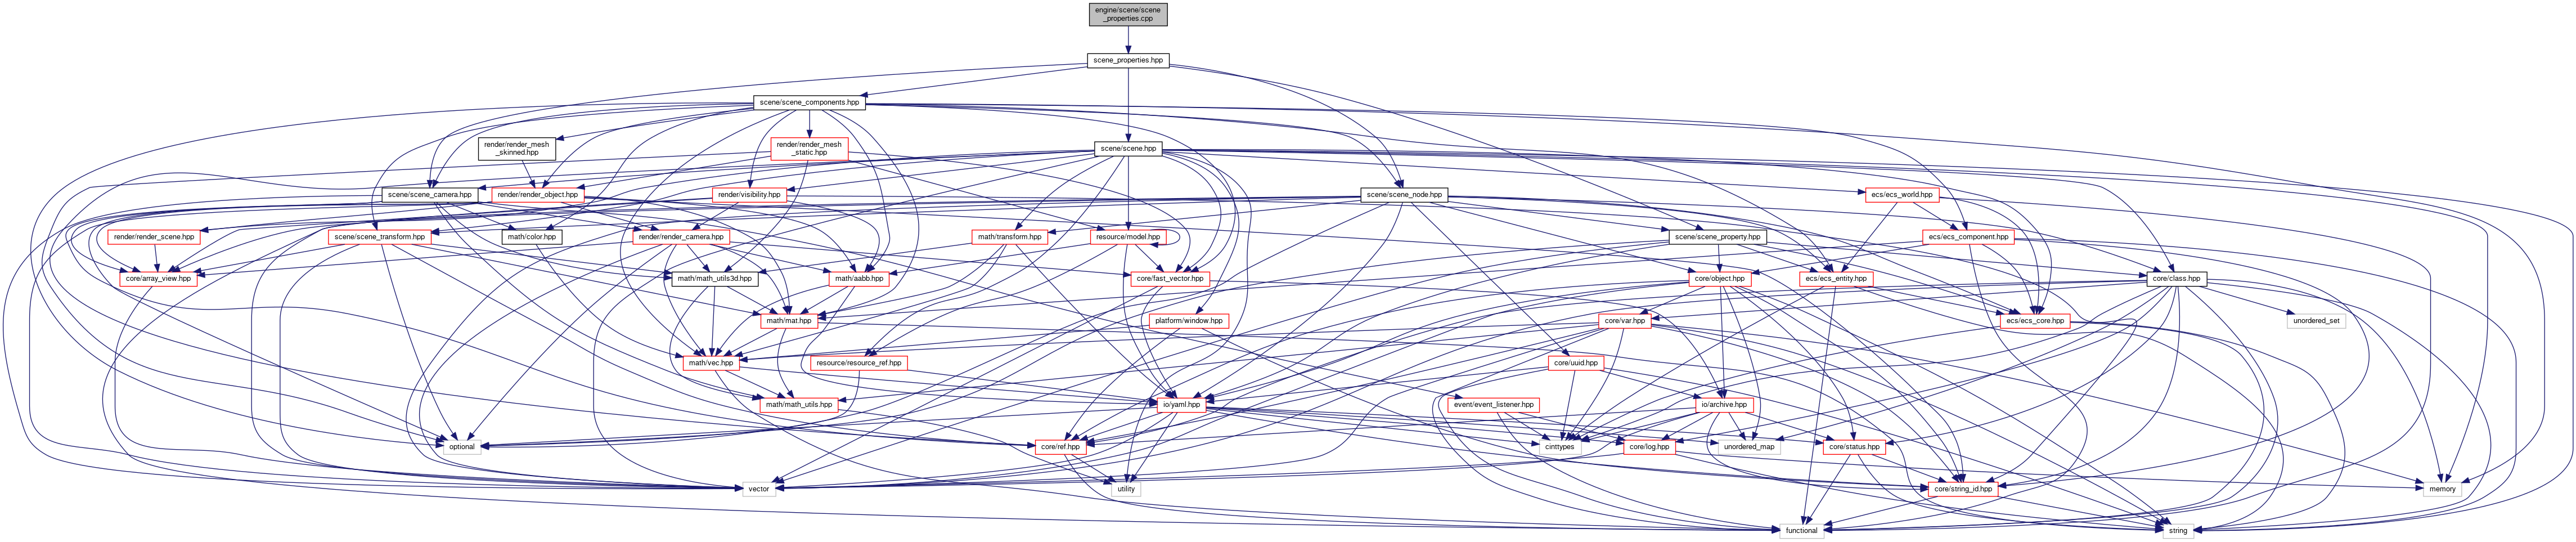 engine/scene/scene
_properties.cpp
scene_properties.hpp
scene/scene_components.hpp
render/render_mesh
_skinned.hpp
render/render_mesh
_static.hpp
scene/scene.hpp
scene/scene_camera.hpp
render/render_object.hpp
render/visibility.hpp
scene/scene_node.hpp
ecs/ecs_world.hpp
render/render_scene.hpp
scene/scene_transform.hpp
math/color.hpp
render/render_camera.hpp
math/transform.hpp
resource/model.hpp
scene/scene_property.hpp
ecs/ecs_component.hpp
core/array_view.hpp
math/math_utils3d.hpp
math/aabb.hpp
core/fast_vector.hpp
core/object.hpp
ecs/ecs_entity.hpp
core/class.hpp
math/mat.hpp
platform/window.hpp
core/var.hpp
ecs/ecs_core.hpp
unordered_set
math/vec.hpp
resource/resource_ref.hpp
core/uuid.hpp
math/math_utils.hpp
io/yaml.hpp
event/event_listener.hpp
io/archive.hpp
optional
core/ref.hpp
cinttypes
core/log.hpp
unordered_map
core/status.hpp
vector
utility
core/string_id.hpp
memory
functional
string